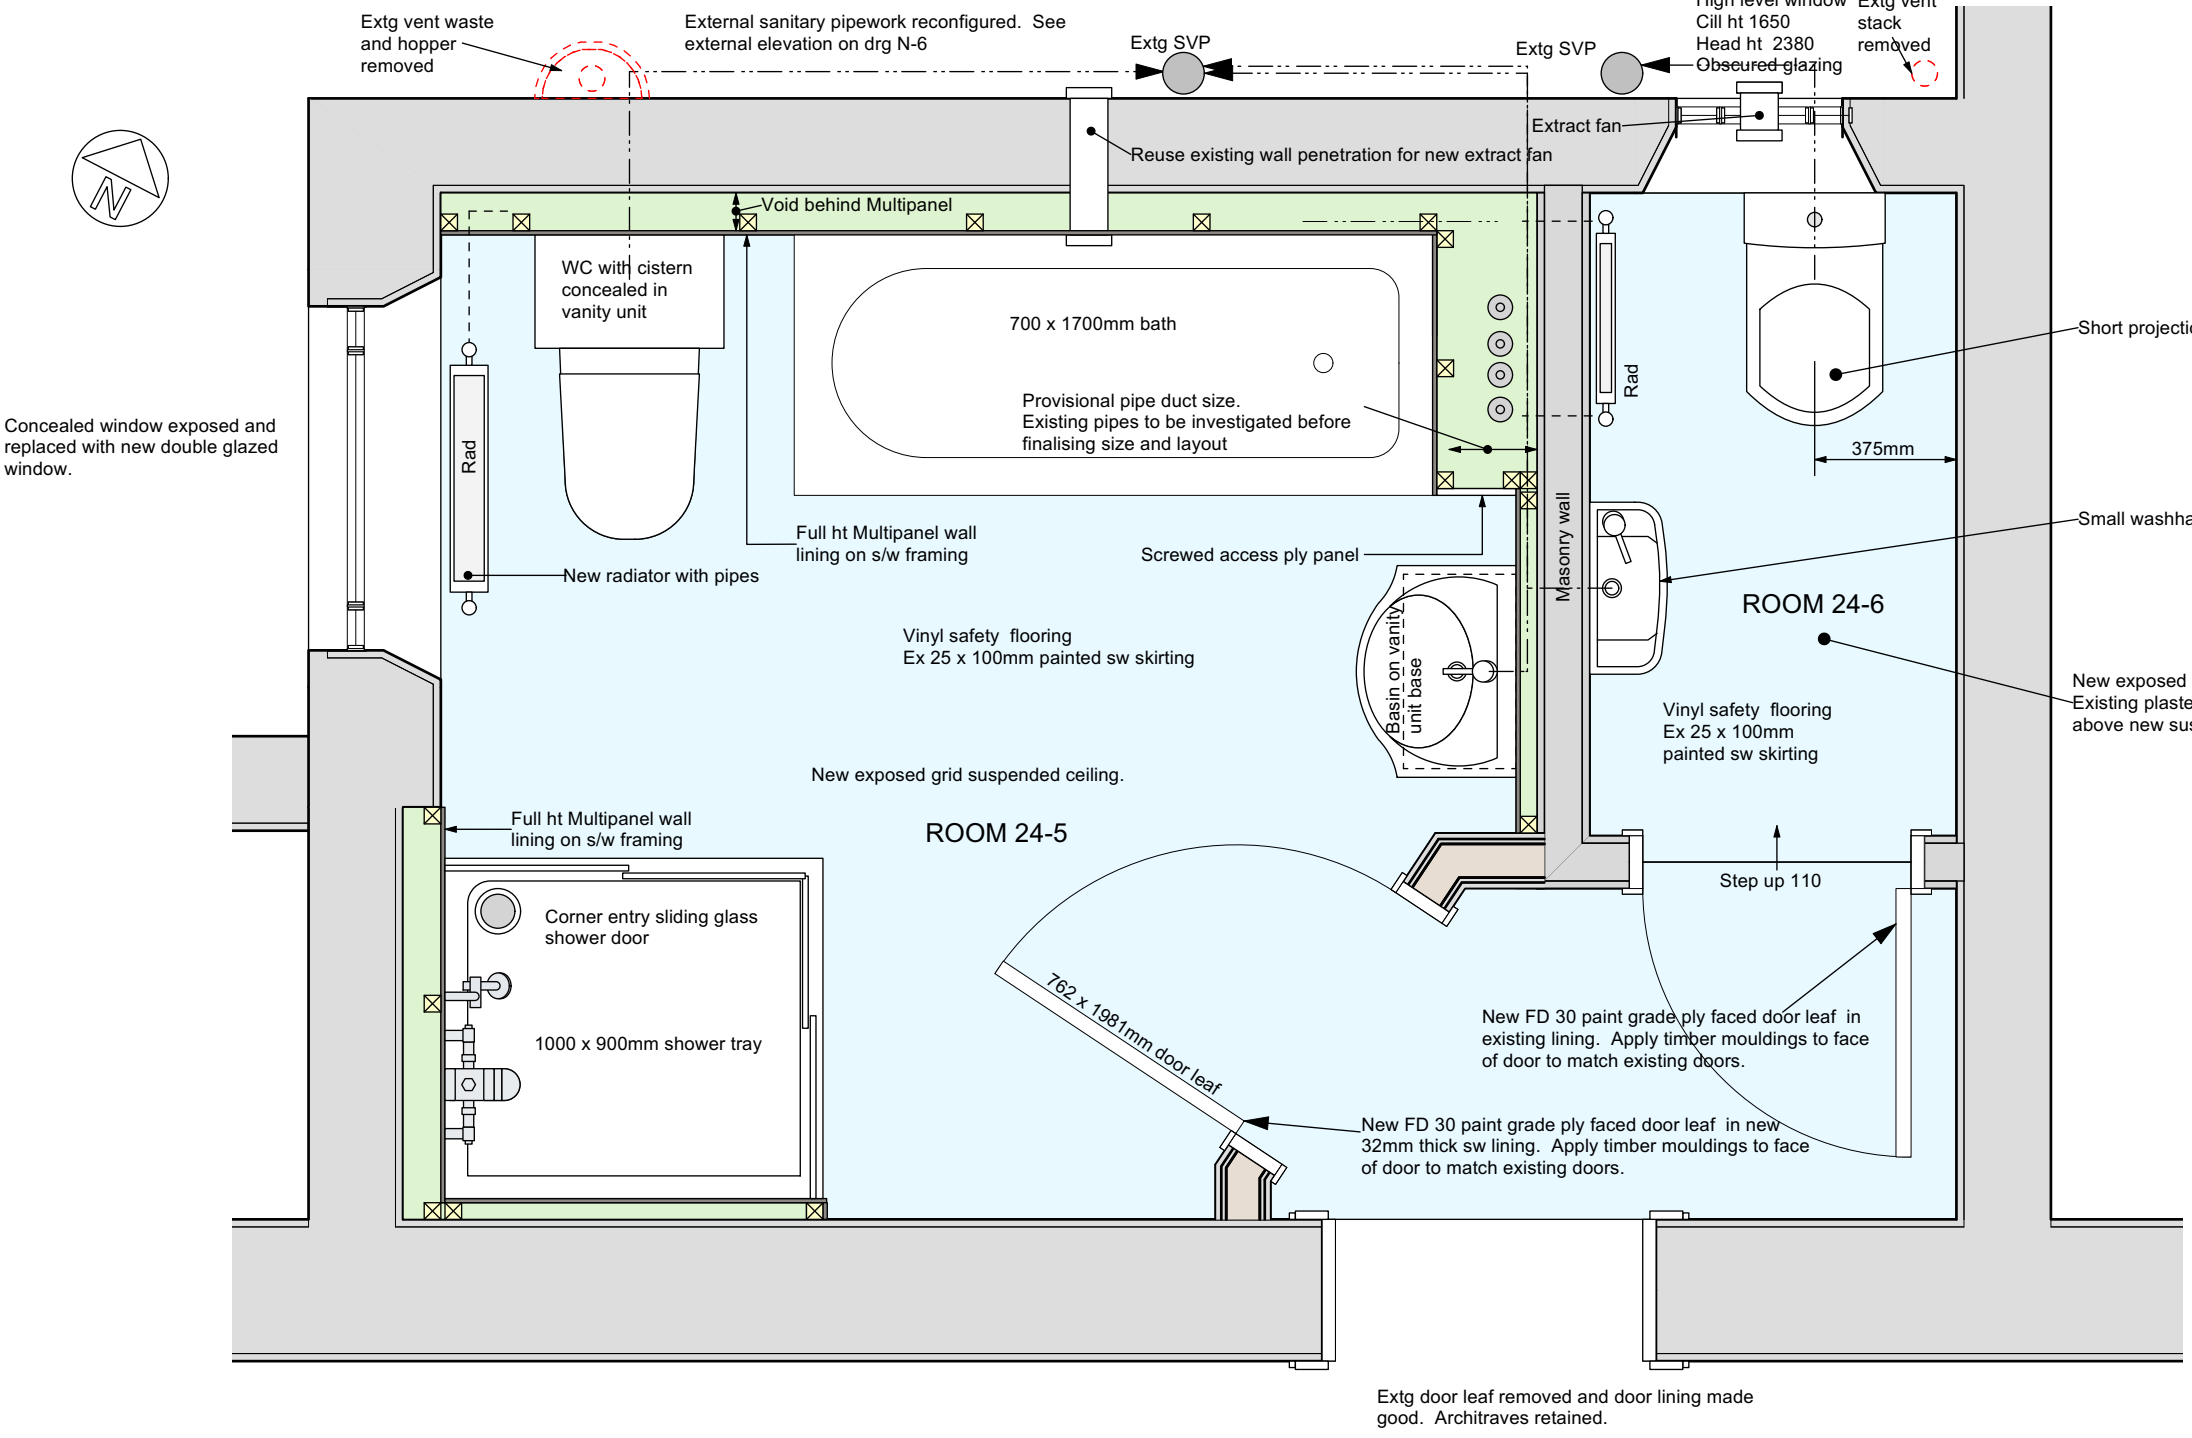 Extg vent waste
and hopper
removed
External sanitary pipework reconfigured.  See
external elevation on drg N-6
Extg SVP
Extg SVP
High level window
Cill ht 1650
Head ht  2380
Obscured glazing
Extg vent
stack
removed
Extract fan
Reuse existing wall penetration for new extract fan
N
Void behind Multipanel
WC with cistern
concealed in
vanity unit
700 x 1700mm bath
Rad
Short projecti
Provisional pipe duct size.
Existing pipes to be investigated before
finalising size and layout
Concealed window exposed and
replaced with new double glazed
window.
Rad
375mm
Full ht Multipanel wall
lining on s/w framing
Screwed access ply panel
Masonry wall
Small washha
New radiator with pipes
ROOM 24-6
Vinyl safety  flooring
Ex 25 x 100mm painted sw skirting
Basin on vanity
unit base
New exposed
Existing plaste
above new sus
Vinyl safety  flooring
Ex 25 x 100mm
painted sw skirting
New exposed grid suspended ceiling.
Full ht Multipanel wall
lining on s/w framing
ROOM 24-5
Step up 110
Corner entry sliding glass
shower door
762 x 1981mm door leaf
1000 x 900mm shower tray
New FD 30 paint grade ply faced door leaf  in
existing lining.  Apply timber mouldings to face
of door to match existing doors.
New FD 30 paint grade ply faced door leaf  in new
32mm thick sw lining.  Apply timber mouldings to face
of door to match existing doors.
Extg door leaf removed and door lining made
good.  Architraves retained.